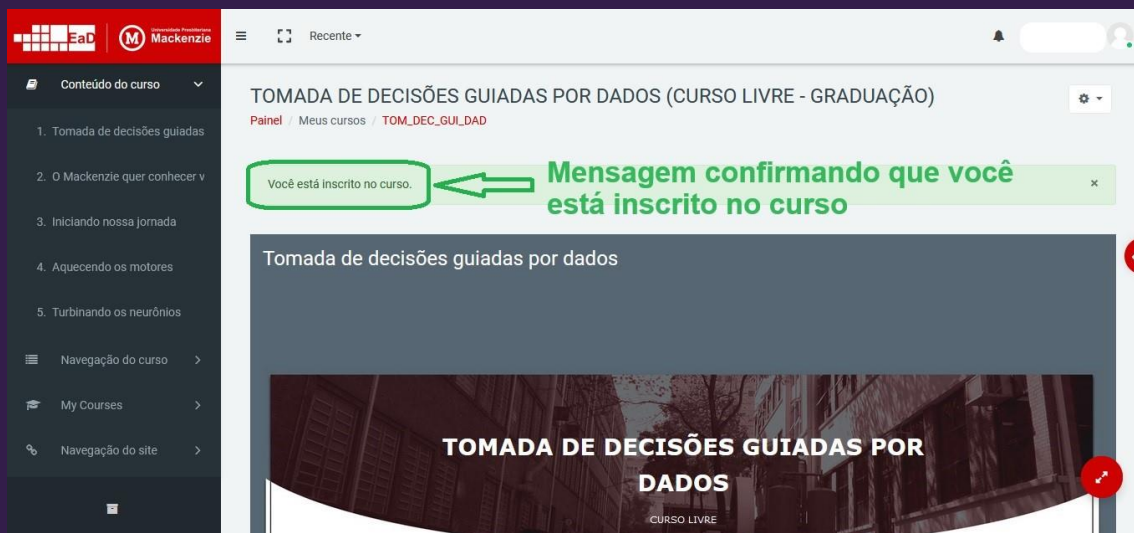 EaD
Universidade Presbiteriana
Mackenzie
Recente
Conteúdo do curso
1. Tomada de decisões guiadas
2. O Mackenzie quer conhecer v
3. Iniciando nossa jornada
4. Aquecendo os motores
5. Turbinando os neurônios
Navegação do curso
My Courses
Navegação do site
TOMADA DE DECISÕES GUIADAS POR DADOS (CURSO LIVRE - GRADUAÇÃO)
Painel / Meus cursos / TOM_DEC_GUI_DAD
Você está inscrito no curso.
Mensagem confirmando que você
está inscrito no curso
Tomada de decisões guiadas por dados
TOMADA DE DECISÕES GUIADAS POR
DADOS
CURSO LIVRE